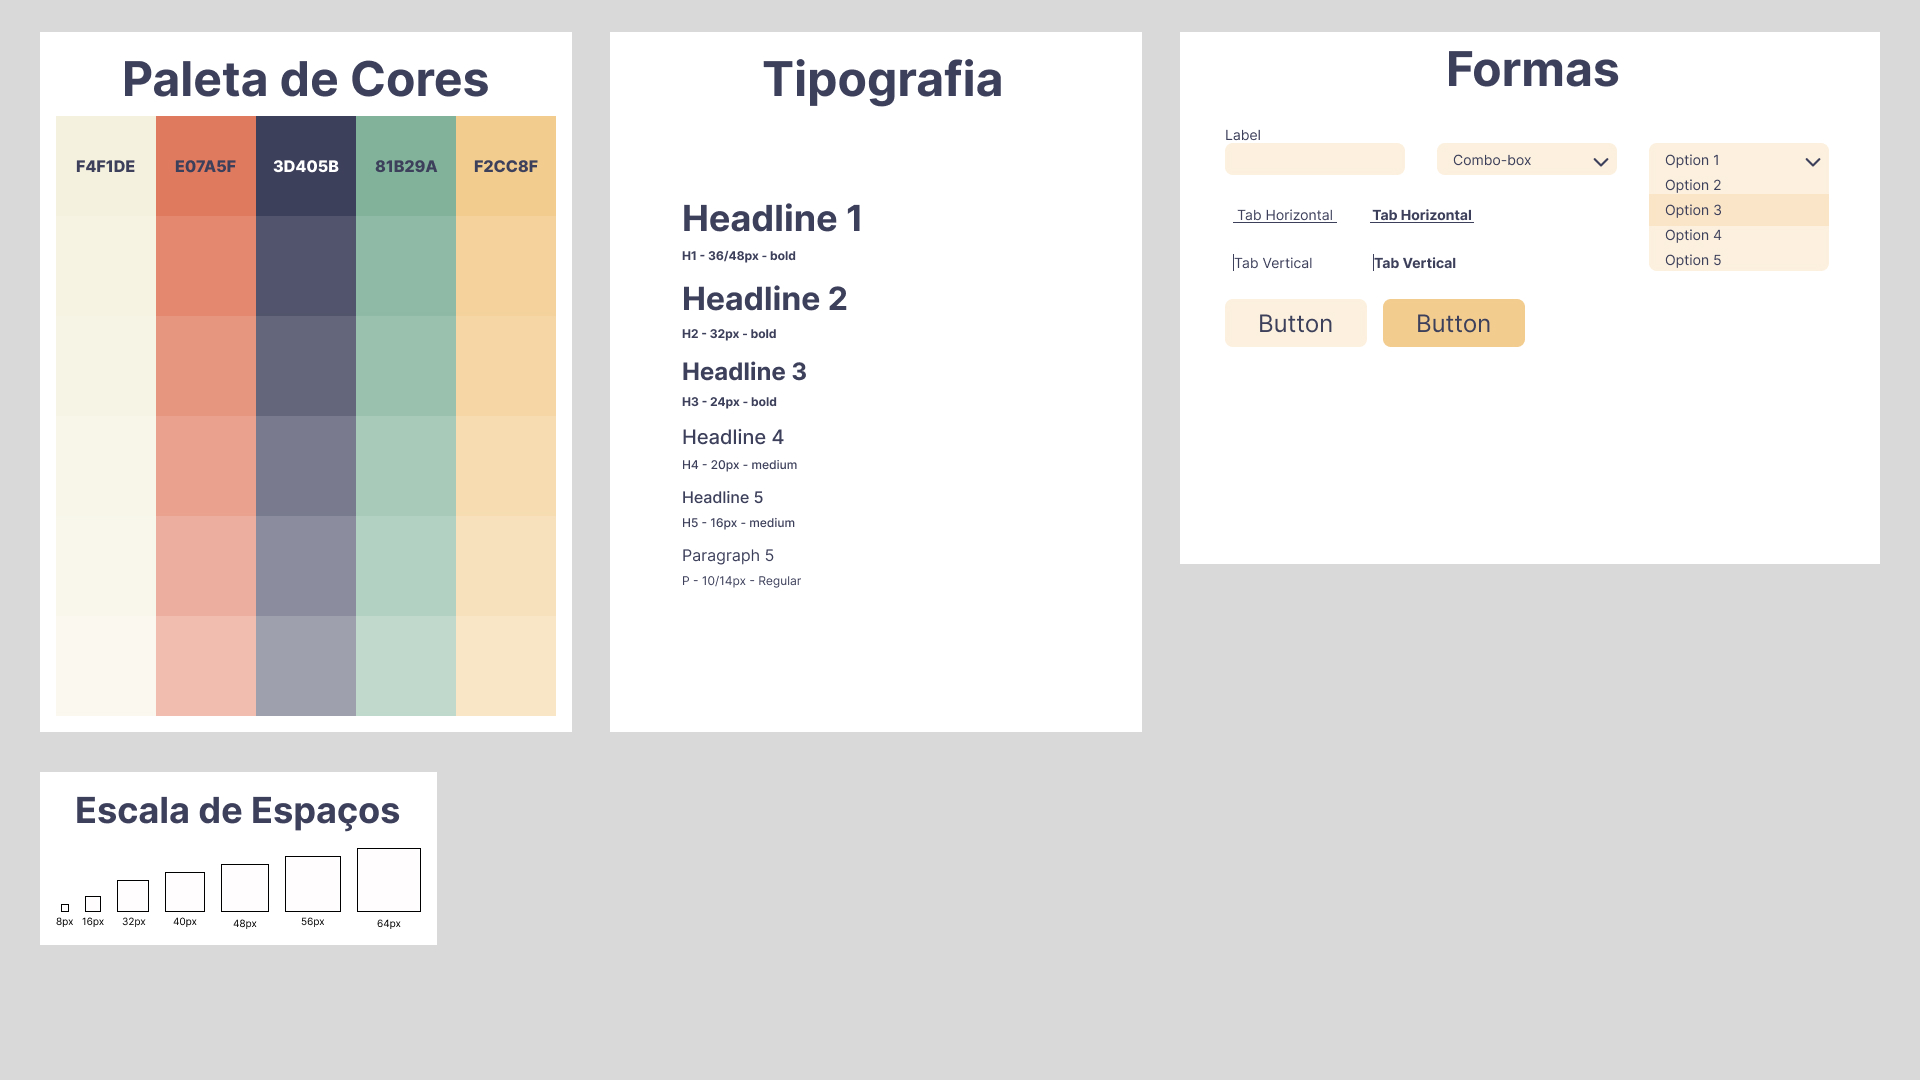 Paleta de Cores
F4F1DE
E07A5F
3D405B
81B29A
F2CC8F
Tipografia
Headline 1
H1 - 36/48px - bold
Headline 2
H2 - 32px - bold
Headline 3
H3 - 24px - bold
Headline 4
H4 - 20px - medium
Headline 5
H5 - 16px - medium
Paragraph 5
P - 10/14px - Regular
Formas
Label
Combo-box
Option 1
Option 2
Option 3
Option 4
Option 5
Tab Horizontal
Tab Horizontal
Tab Vertical
Tab Vertical
Button
Button
Escala de Espaços
8px
16px
32px
40px
48px
56px
64px